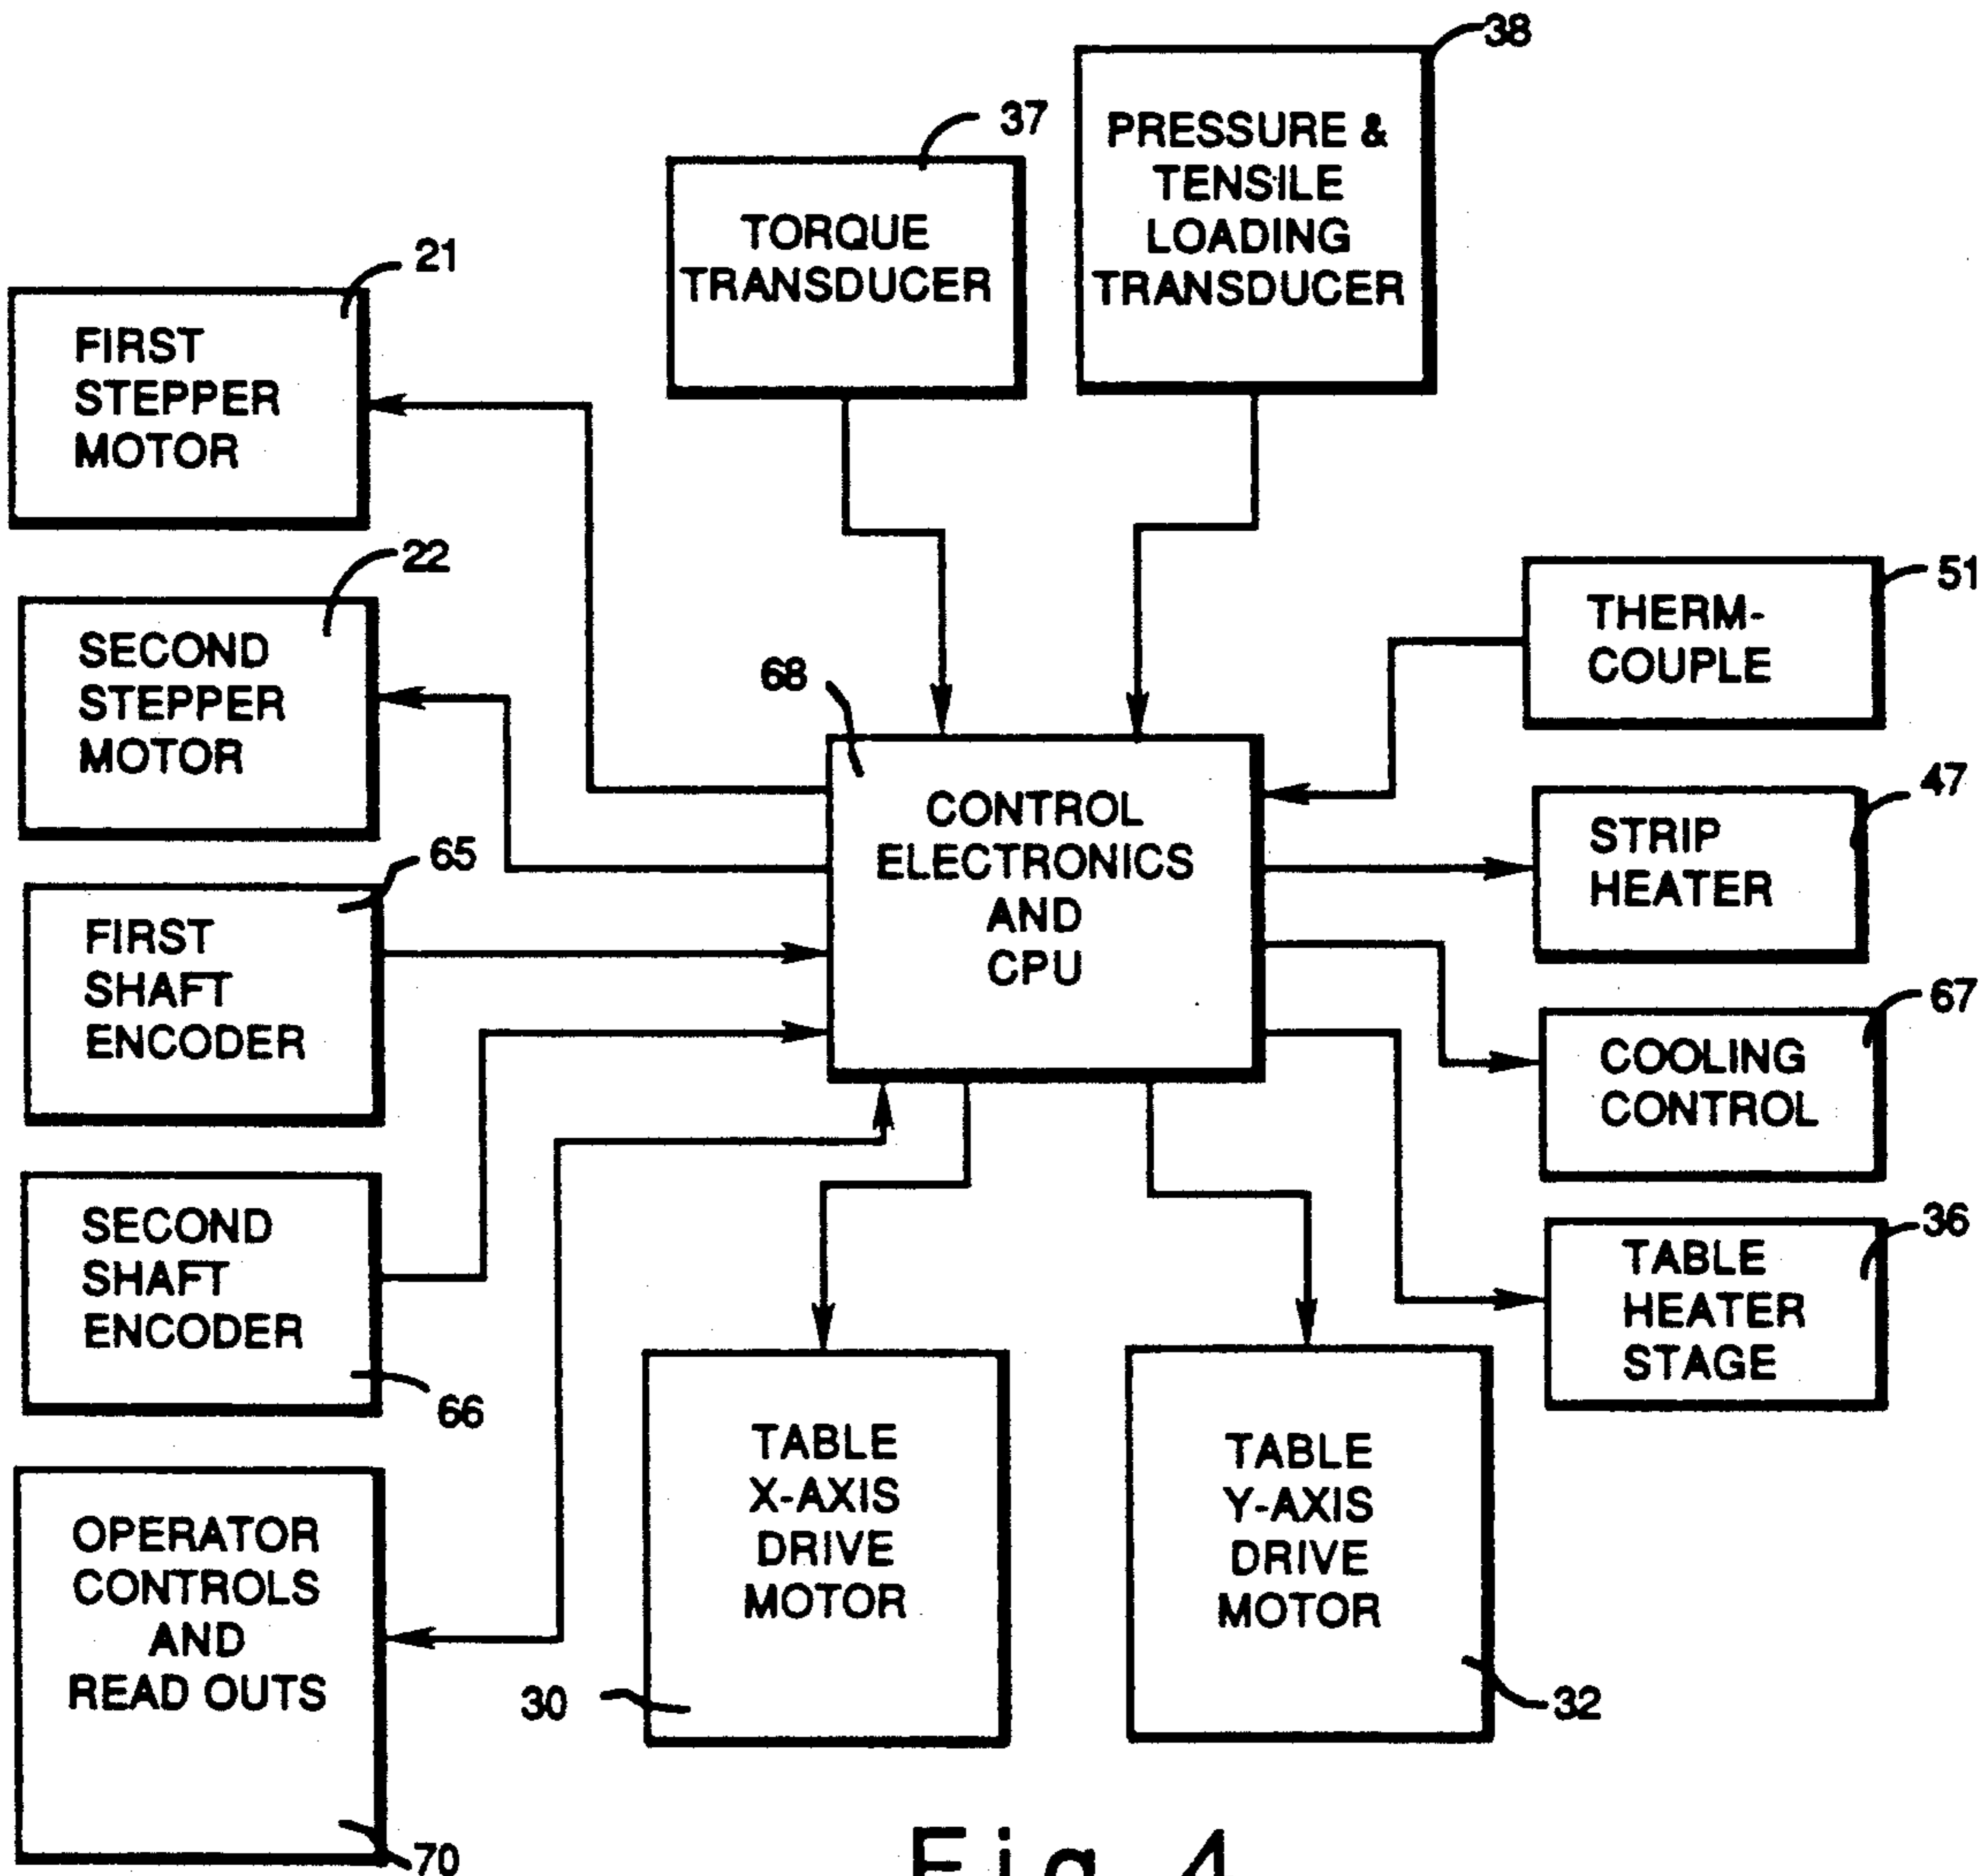 38
PRESSURE &
TENSILE
LOADING
TRANSDUCER
37
TORQUE
TRANSDUCER
21
FIRST
STEPPER
MOTOR
22
SECOND
STEPPER
MOTOR
65
FIRST
SHAFT
ENCODER
SECOND
SHAFT
ENCODER
66
OPERATOR
CONTROLS
AND
READ OUTS
70
68
CONTROL
ELECTRONICS
AND
CPU
51
THERM-
COUPLE
47
STRIP
HEATER
67
COOLING
CONTROL
36
TABLE
HEATER
STAGE
TABLE
X-AXIS
DRIVE
MOTOR
30
TABLE
Y-AXIS
DRIVE
MOTOR
32
Fig. 4